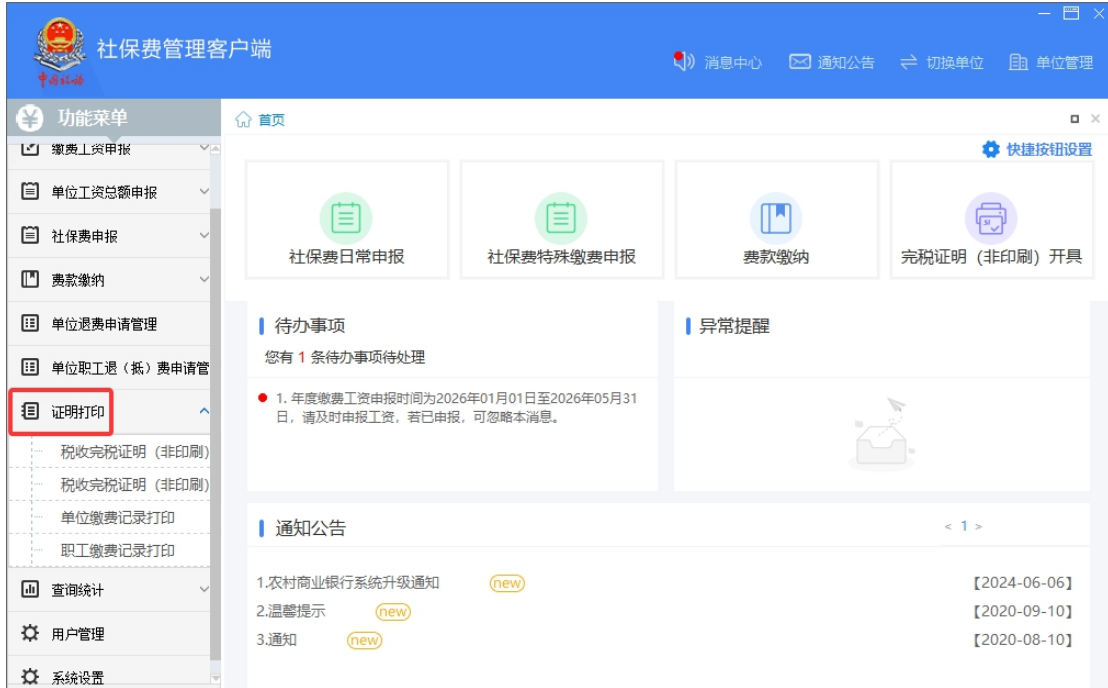 社保费管理客户端
中国税务
消息中心
通知公告
切换单位
单位管理
功能菜单
缴费工资申报
单位工资总额申报
社保费申报
费款缴纳
单位退费申请管理
单位职工退（抵）费申请管
证明打印
税收完税证明（非印刷）
税收完税证明（非印刷）
单位缴费记录打印
职工缴费记录打印
查询统计
用户管理
系统设置
首页
快捷按钮设置
社保费日常申报
社保费特殊缴费申报
费款缴纳
完税证明（非印刷）开具
待办事项
您有 1 条待办事项待处理
1. 年度缴费工资申报时间为2026年01月01日至2026年05月31
日，请及时申报工资，若已申报，可忽略本消息。
异常提醒
通知公告
< 1 >
1.农村商业银行系统升级通知 new 【2024-06-06】
2.温馨提示 new 【2020-09-10】
3.通知 new 【2020-08-10】